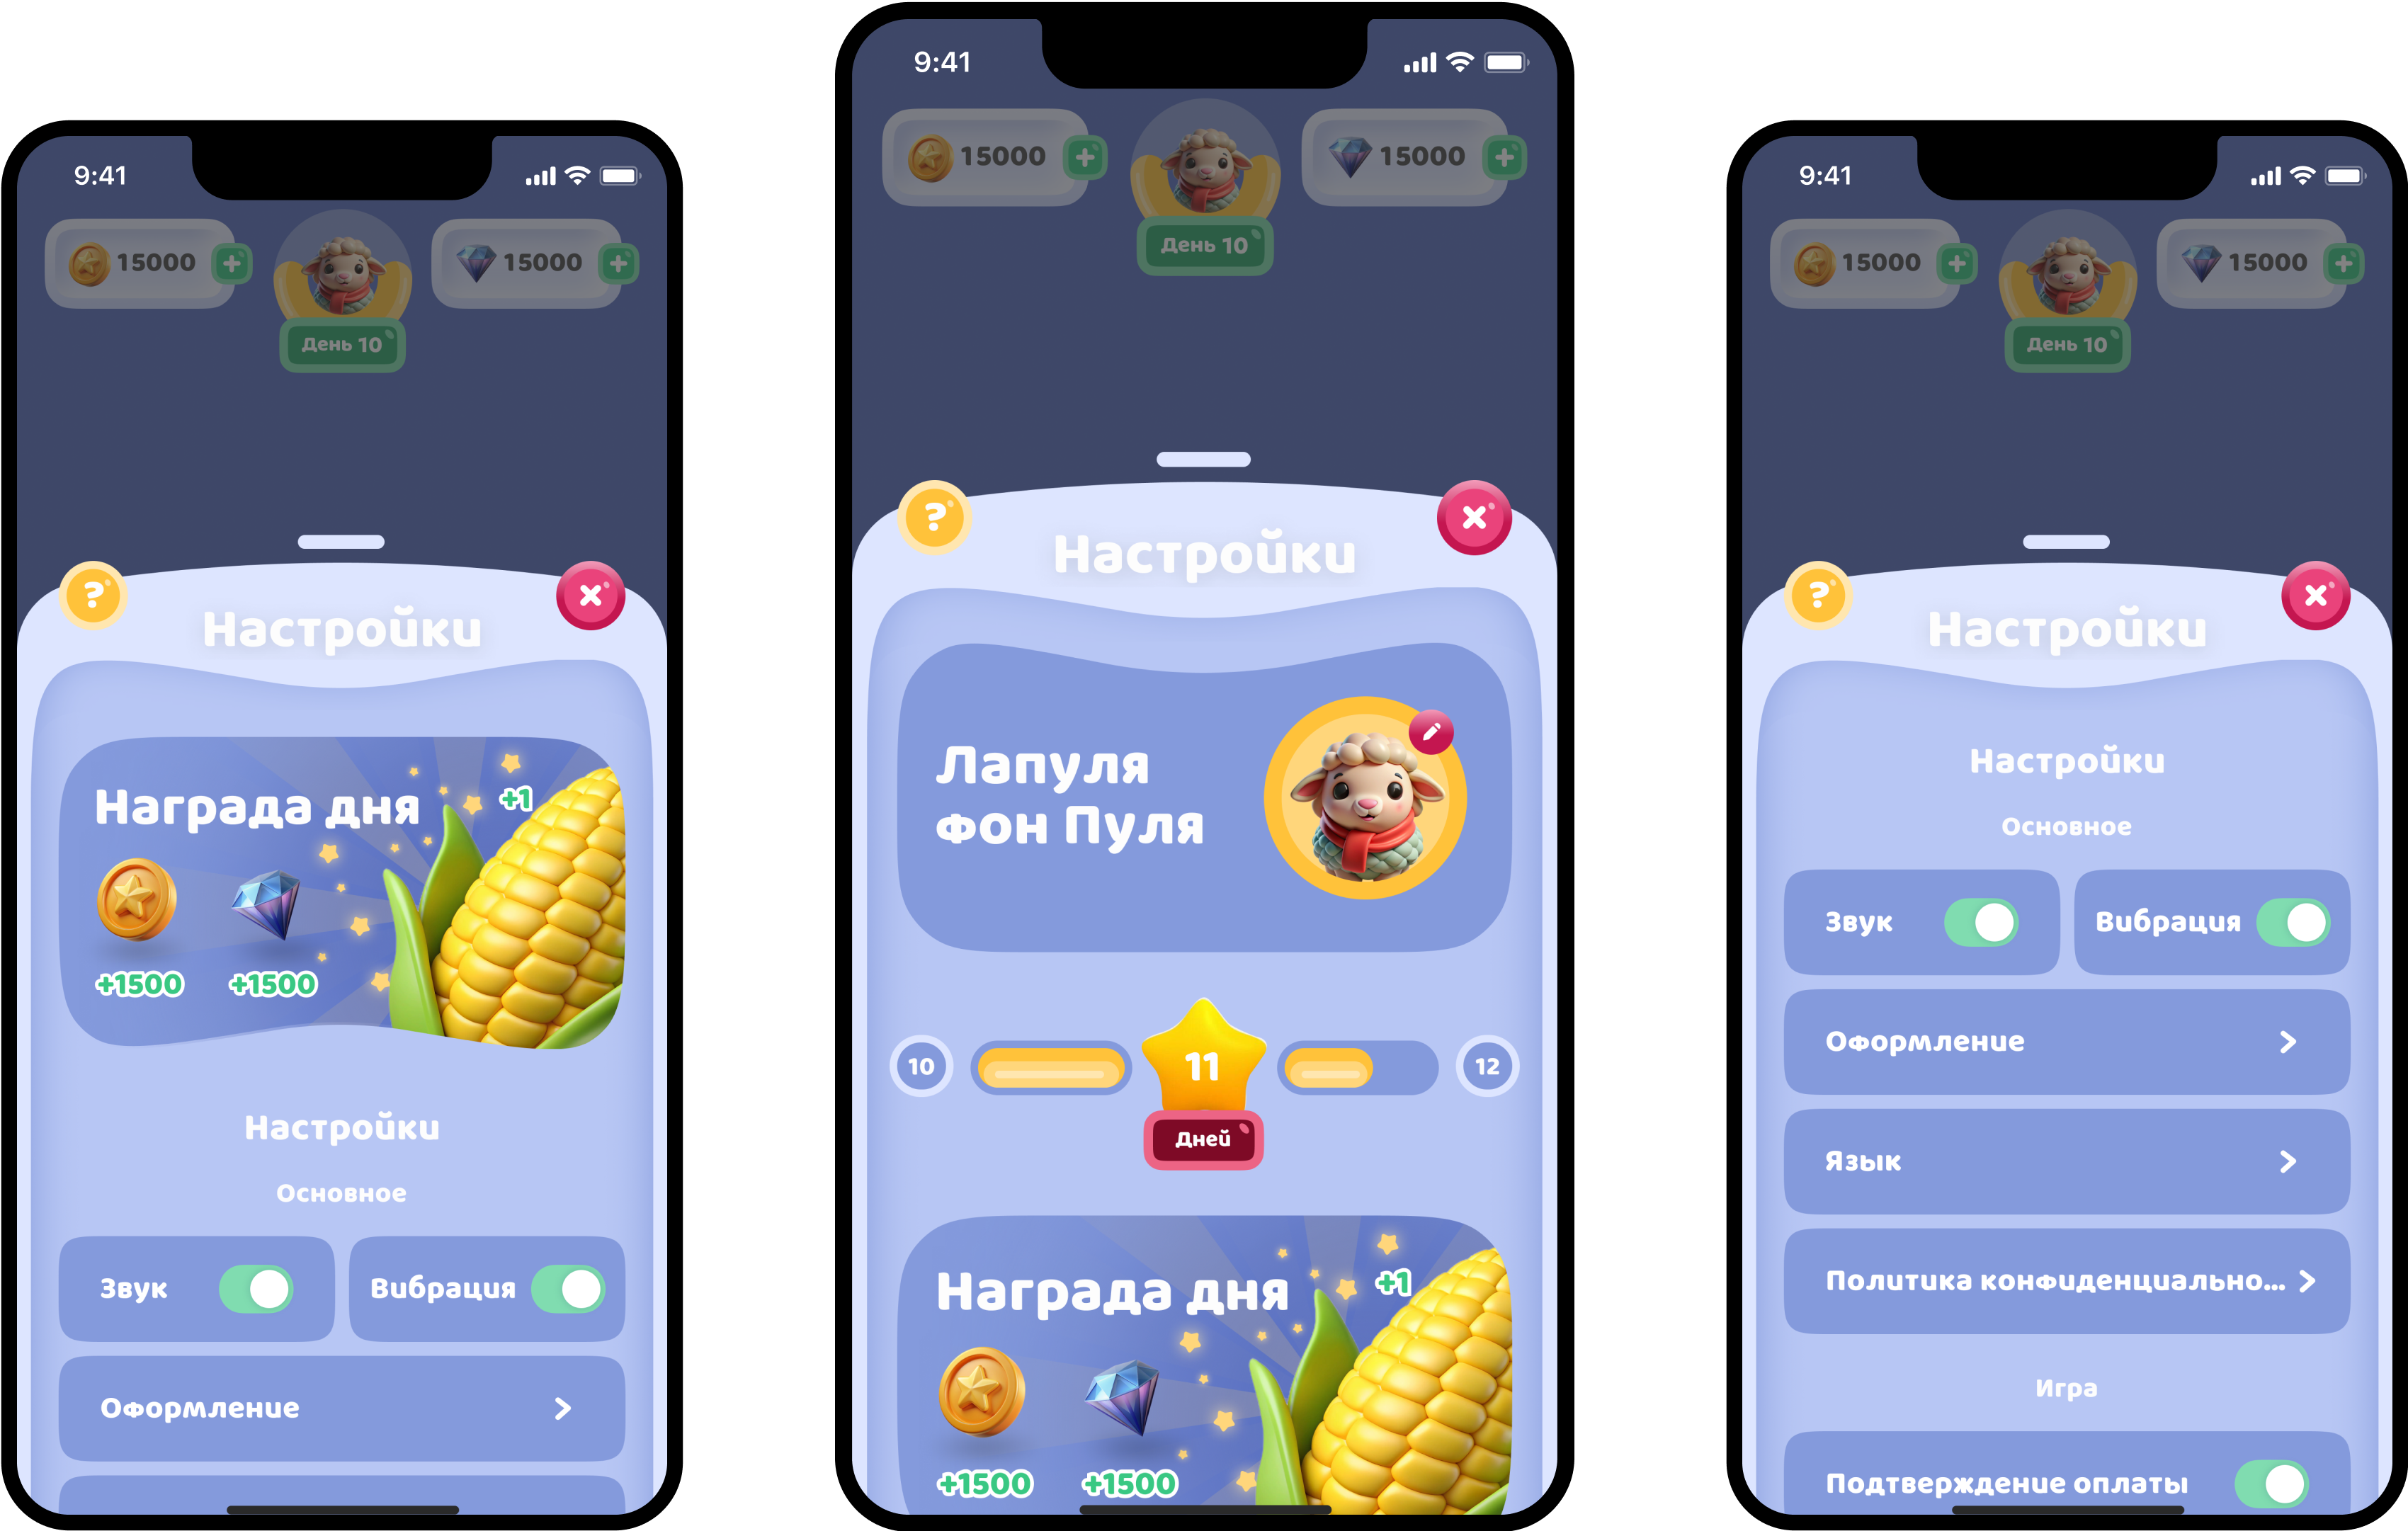 9:41
15000
15000
День 10
?
Настройки
Награда дня
+1
+1500
+1500
Настройки
Основное
Звук
Вибрация
Оформление
9:41
15000
15000
День 10
?
Настройки
Лапуля
фон Пуля
10
11
12
Дней
Награда дня
+1
+1500
+1500
9:41
15000
15000
День 10
?
Настройки
Настройки
Основное
Звук
Вибрация
Оформление
Язык
Политика конфиденциально...
Игра
Подтверждение оплаты